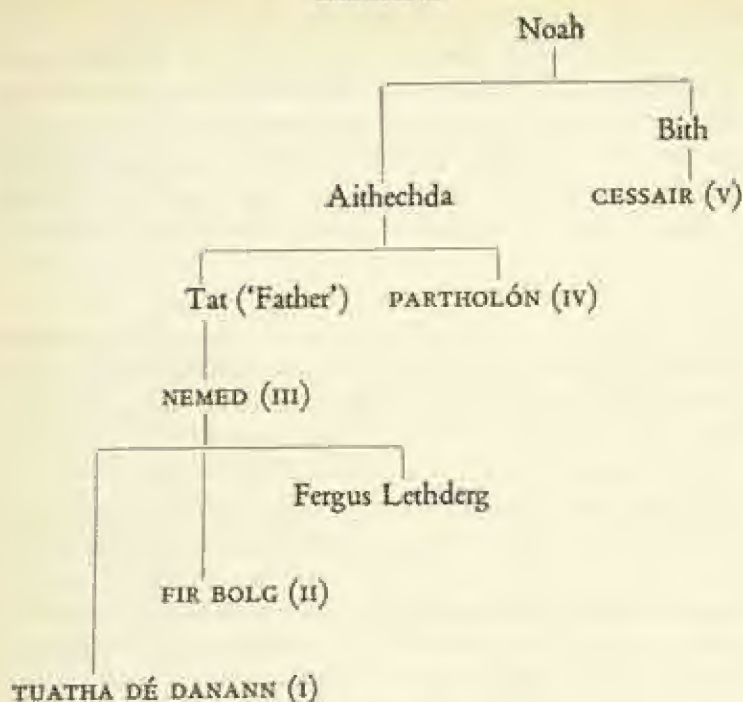 Noah
Bith
Aithechda CESSAIR (V)
Tat (‘Father’) PARTHOLÓN (IV)
NEMED (III)
Fergus Lethderg
FIR BOLG (II)
TUATHA DÉ DANANN (I)